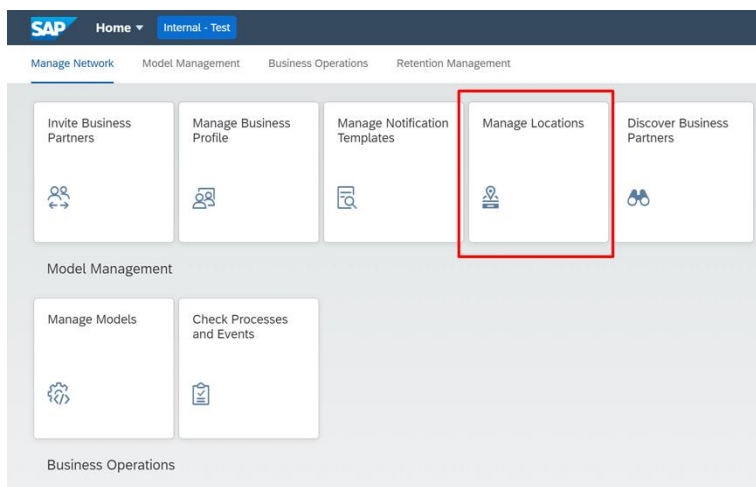 SAP Home Internal - Test
Manage Network Model Management Business Operations Retention Management
Invite Business
Partners
Manage Business
Profile
Manage Notification
Templates
Manage Locations
Discover Business
Partners
Model Management
Manage Models
Check Processes
and Events
Business Operations